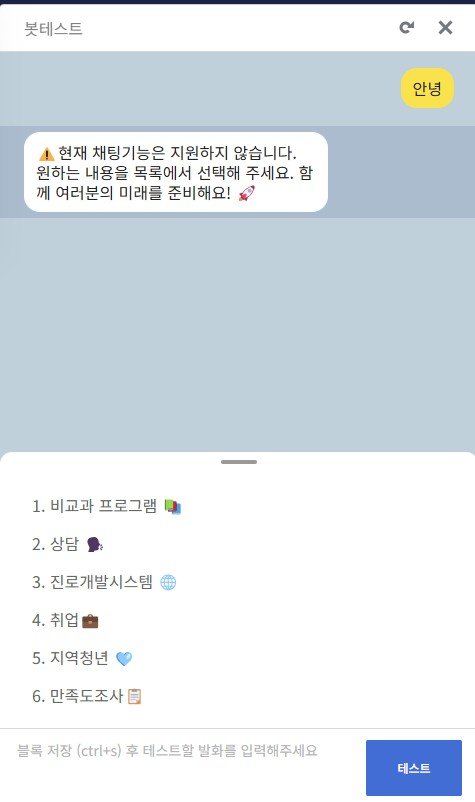 봇테스트
안녕
⚠️ 현재 채팅기능은 지원하지 않습니다.
원하는 내용을 목록에서 선택해 주세요. 함
께 여러분의 미래를 준비해요! 🚀
1. 비교과 프로그램 📚
2. 상담 🗣️
3. 진로개발시스템 🌐
4. 취업 💼
5. 지역청년 🩵
6. 만족도조사 📋
블록 저장 (ctrl+s) 후 테스트할 발화를 입력해주세요
테스트